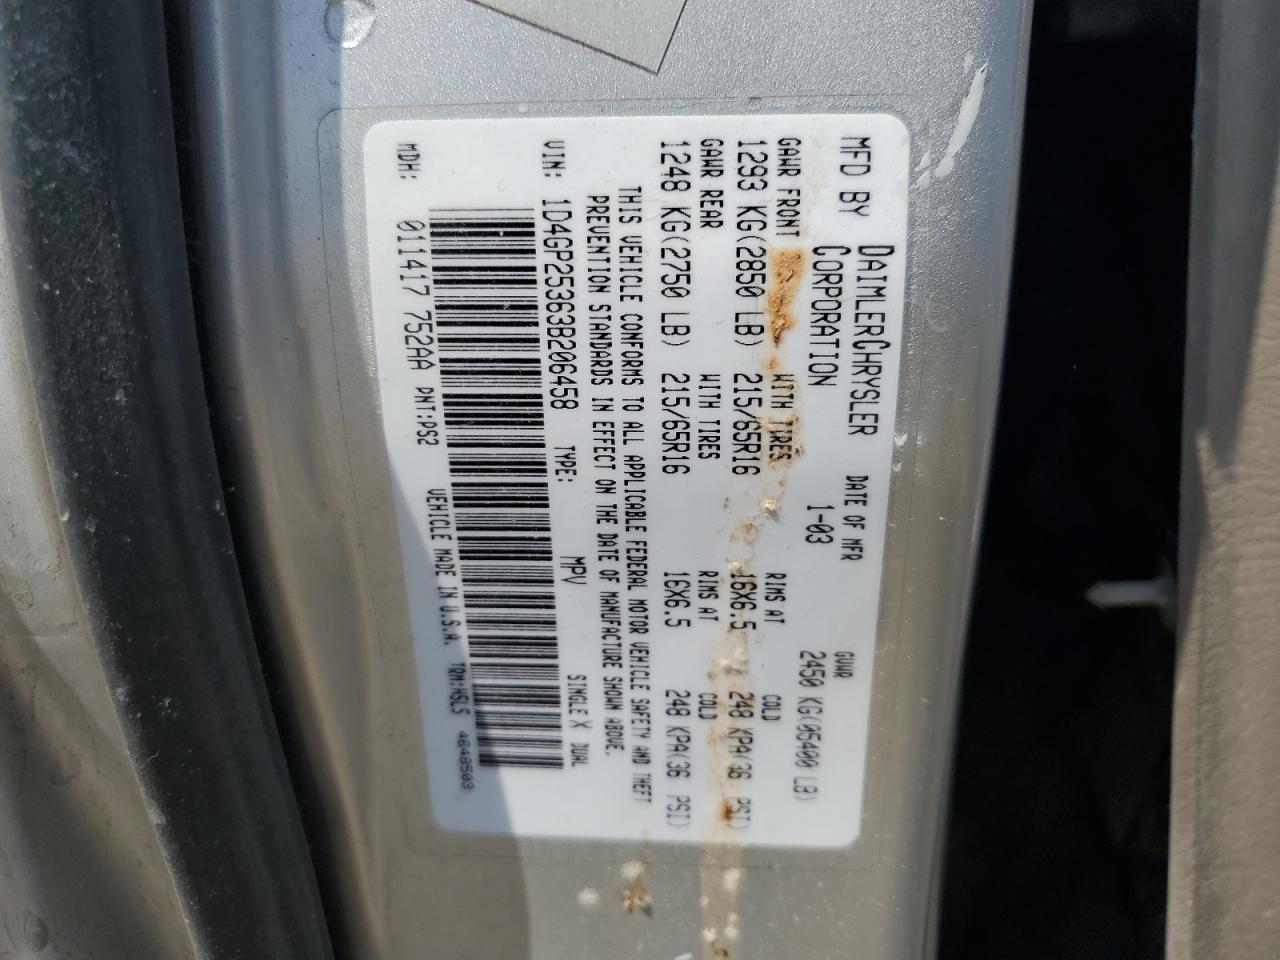 MFD BY DAIMLERCHRYSLER CORPORATION DATE OF MFR 1-03 GVWR 2450 KG(05400 LB)
GAWR FRONT WITH TIRES RIMS AT COLD
1293 KG(2850 LB) 215/65R16 16X6.5 248 KPA(36 PSI)
GAWR REAR WITH TIRES RIMS AT COLD
1248 KG(2750 LB) 215/65R16 16X6.5 248 KPA(36 PSI)
THIS VEHICLE CONFORMS TO ALL APPLICABLE FEDERAL MOTOR VEHICLE SAFETY AND THEFT
PREVENTION STANDARDS IN EFFECT ON THE DATE OF MANUFACTURE SHOWN ABOVE.
VIN: 1D4GP25363B206458 TYPE: MPV SINGLE X DUAL
MDH: 011417 752AA PNT:PS2 VEHICLE MADE IN U.S.A. TRM:HSLS 4648503